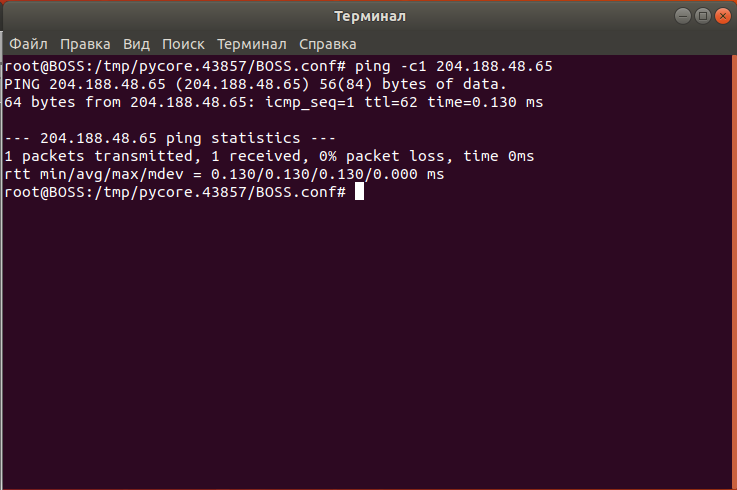 Терминал
Файл Правка Вид Поиск Терминал Справка
root@BOSS:/tmp/pycore.43857/BOSS.conf# ping -c1 204.188.48.65
PING 204.188.48.65 (204.188.48.65) 56(84) bytes of data.
64 bytes from 204.188.48.65: icmp_seq=1 ttl=62 time=0.130 ms
--- 204.188.48.65 ping statistics ---
1 packets transmitted, 1 received, 0% packet loss, time 0ms
rtt min/avg/max/mdev = 0.130/0.130/0.130/0.000 ms
root@BOSS:/tmp/pycore.43857/BOSS.conf#